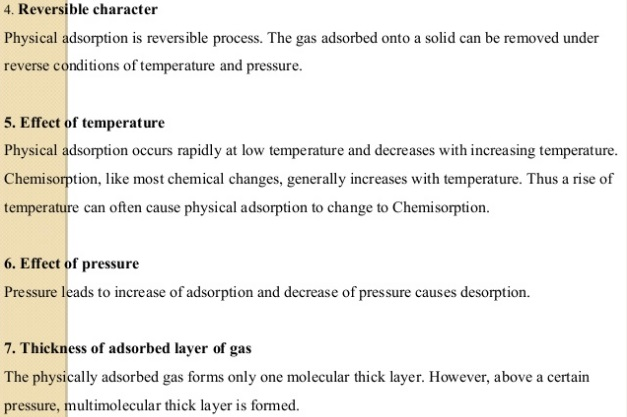 4. Reversible character
Physical adsorption is reversible process. The gas adsorbed onto a solid can be removed under
reverse conditions of temperature and pressure.
5. Effect of temperature
Physical adsorption occurs rapidly at low temperature and decreases with increasing temperature.
Chemisorption, like most chemical changes, generally increases with temperature. Thus a rise of
temperature can often cause physical adsorption to change to Chemisorption.
6. Effect of pressure
Pressure leads to increase of adsorption and decrease of pressure causes desorption.
7. Thickness of adsorbed layer of gas
The physically adsorbed gas forms only one molecular thick layer. However, above a certain
pressure, multimolecular thick layer is formed.